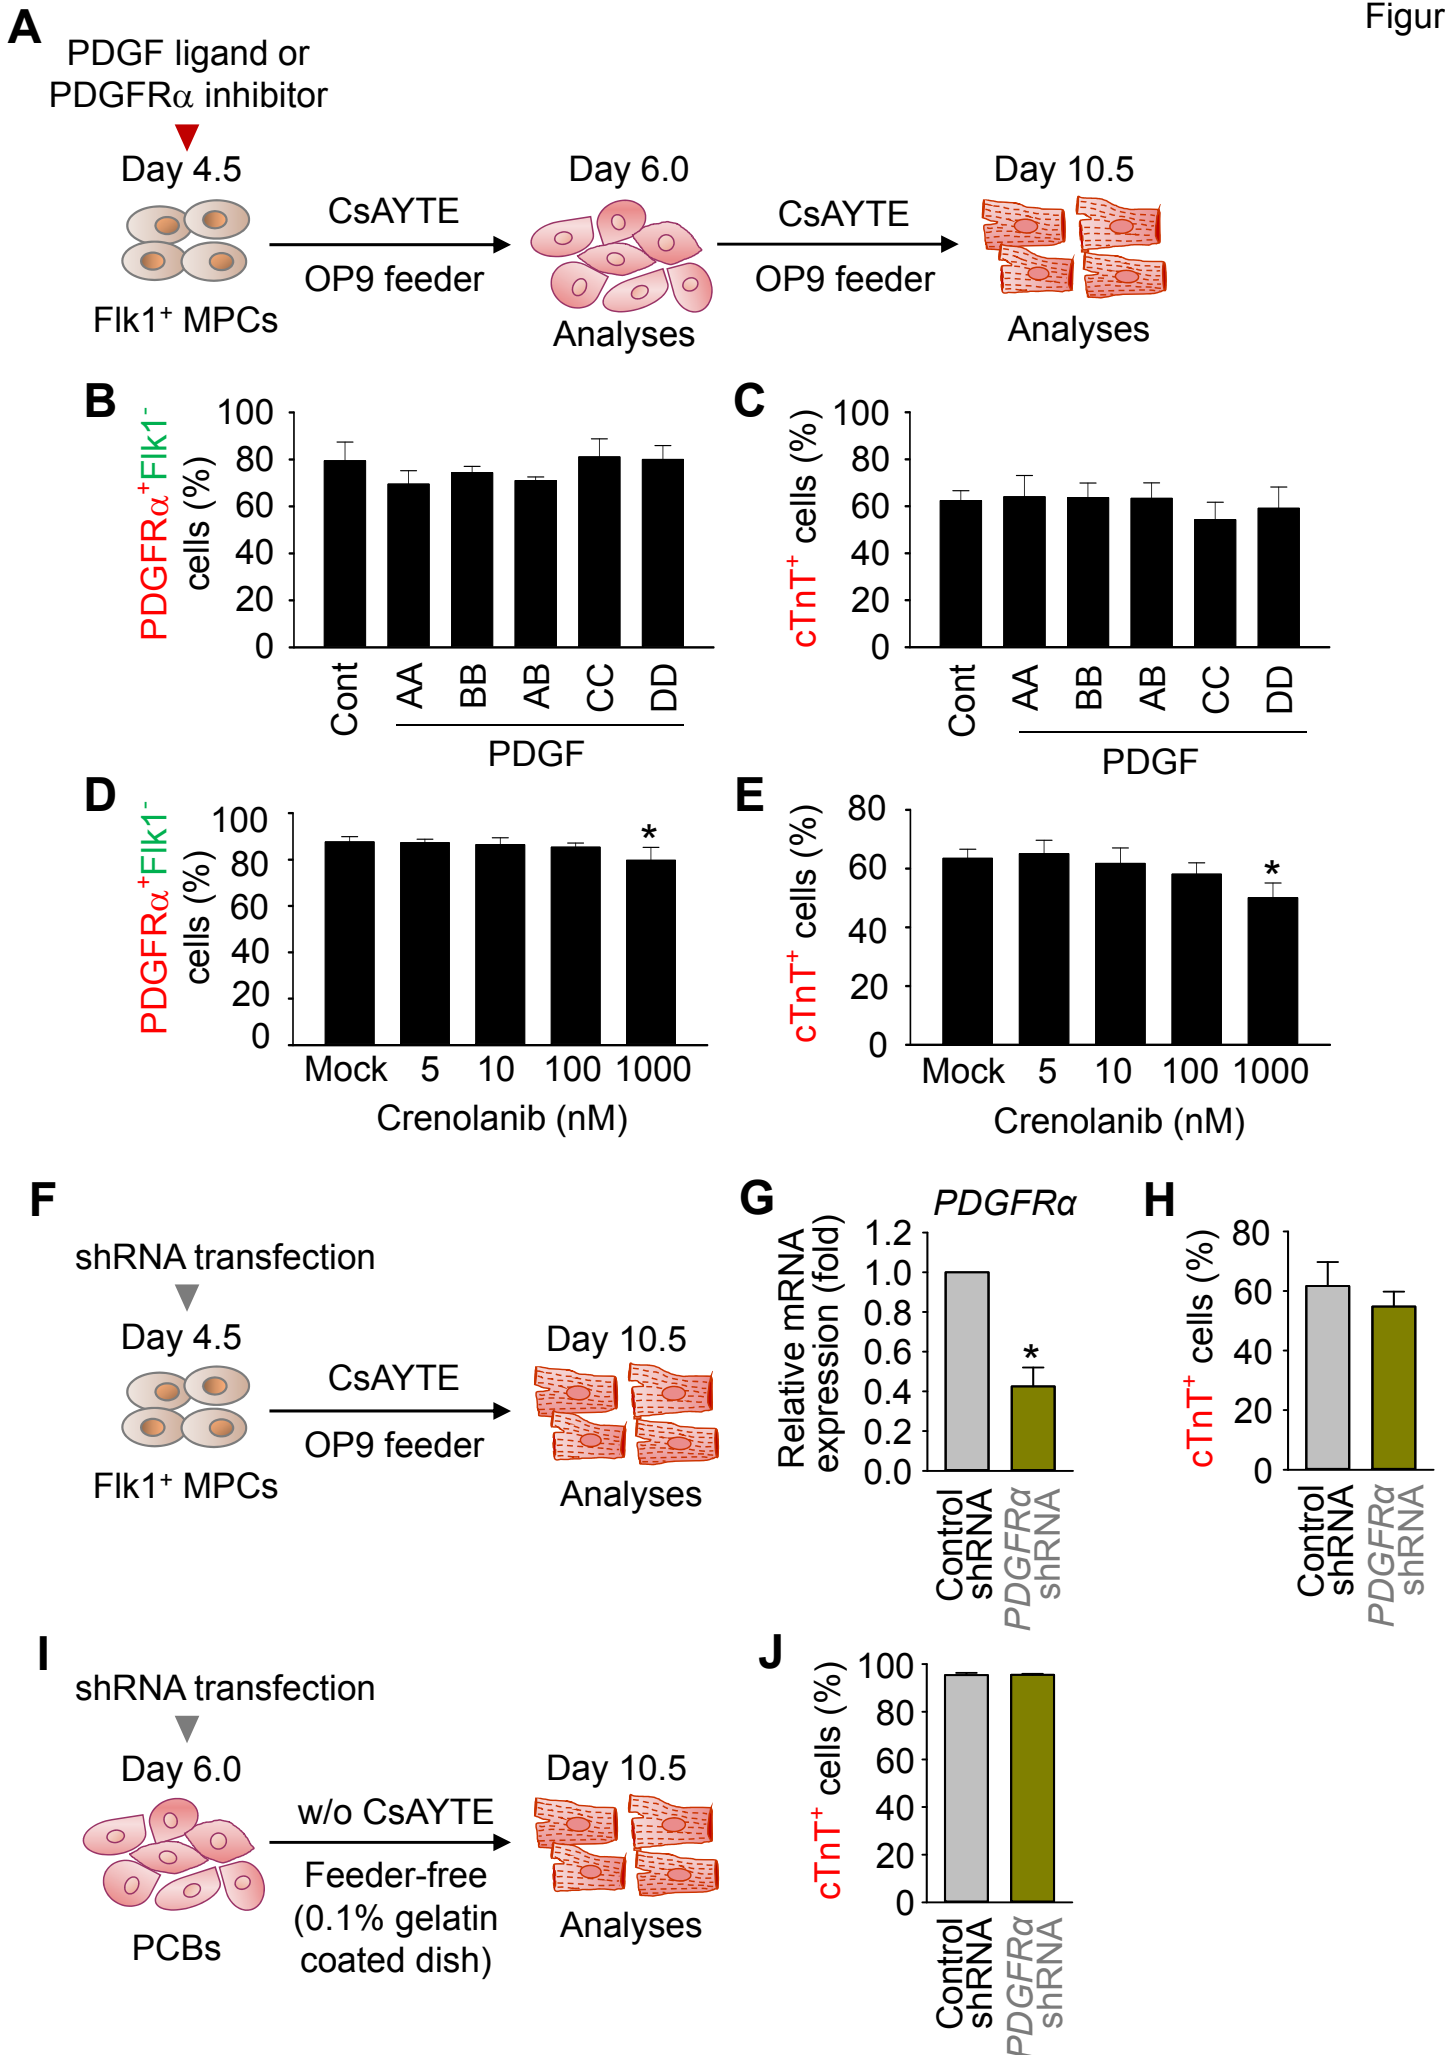 Figur
A
PDGF ligand or
PDGFRα inhibitor
Day 4.5
Day 6.0
Day 10.5
CsAYTE
CsAYTE
OP9 feeder
OP9 feeder
Flk1⁺ MPCs
Analyses
Analyses
B
PDGFRα⁺Flk1⁻
cells (%)
100
80
60
40
20
0
Cont
AA
BB
AB
CC
DD
PDGF
C
cTnT⁺ cells (%)
100
80
60
40
20
0
Cont
AA
BB
AB
CC
DD
PDGF
D
PDGFRα⁺Flk1⁻
cells (%)
100
80
60
40
20
0
*
Mock 5 10 100 1000
Crenolanib (nM)
E
cTnT⁺ cells (%)
80
60
40
20
0
*
Mock 5 10 100 1000
Crenolanib (nM)
F
shRNA transfection
Day 4.5
Day 10.5
CsAYTE
OP9 feeder
Flk1⁺ MPCs
Analyses
G
PDGFRα
Relative mRNA
expression (fold)
1.2
1.0
0.8
0.6
0.4
0.2
0.0
*
Control
shRNA
PDGFRα
shRNA
H
cTnT⁺ cells (%)
80
60
40
20
0
Control
shRNA
PDGFRα
shRNA
I
shRNA transfection
Day 6.0
Day 10.5
w/o CsAYTE
Feeder-free
(0.1% gelatin
coated dish)
PCBs
Analyses
J
cTnT⁺ cells (%)
100
80
60
40
20
0
Control
shRNA
PDGFRα
shRNA